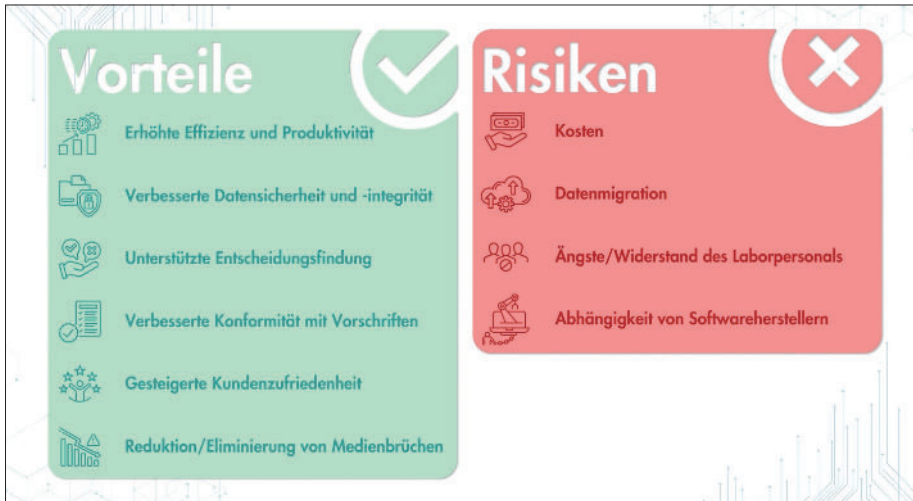 Vorteile
Erhöhte Effizienz und Produktivität
Verbesserte Datensicherheit und -integrität
Unterstützte Entscheidungsfindung
Verbesserte Konformität mit Vorschriften
Gesteigerte Kundenzufriedenheit
Reduktion/Eliminierung von Medienbrüchen
Risiken
Kosten
Datenmigration
Ängste/Widerstand des Laborpersonals
Abhängigkeit von Softwareherstellern